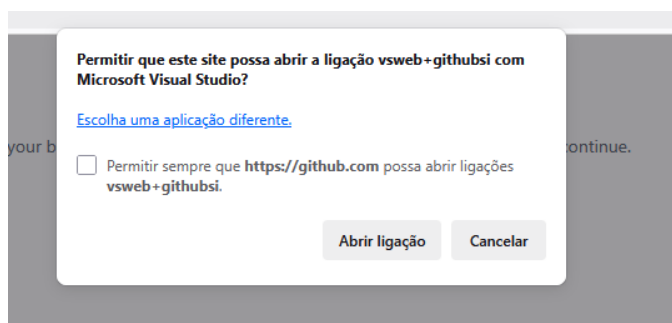 Permitir que este site possa abrir a ligação vsweb+githubsi com
Microsoft Visual Studio?
Escolha uma aplicação diferente.
your b
continue.
Permitir sempre que https://github.com possa abrir ligações
vsweb+githubsi.
Abrir ligação Cancelar